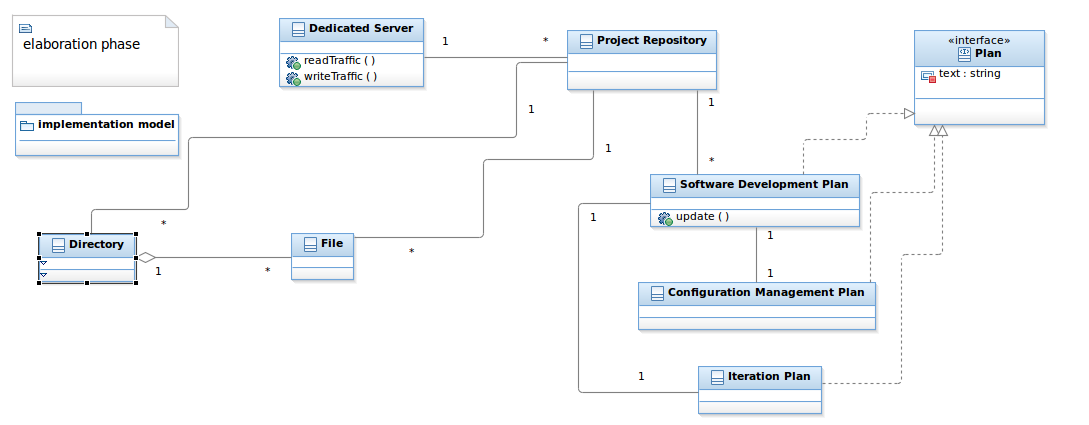 elaboration phase
implementation model
Dedicated Server
readTraffic ( )
writeTraffic ( )
1
*
Project Repository
«interface»
Plan
text : string
1
1
1
*
Software Development Plan
update ( )
*
Directory
1
*
File
*
1
1
1
Configuration Management Plan
1
Iteration Plan